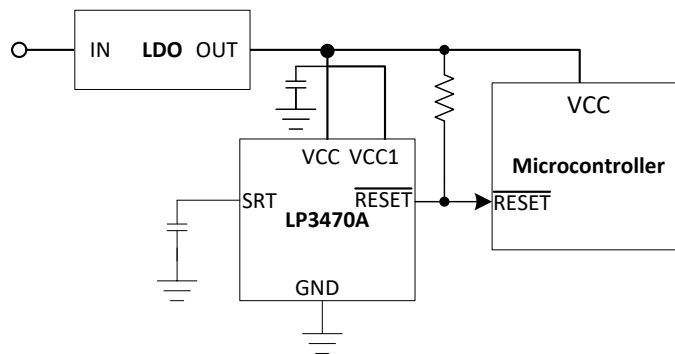 IN LDO OUT
VCC
VCC VCC1
Microcontroller
SRT RESET RESET
LP3470A
GND